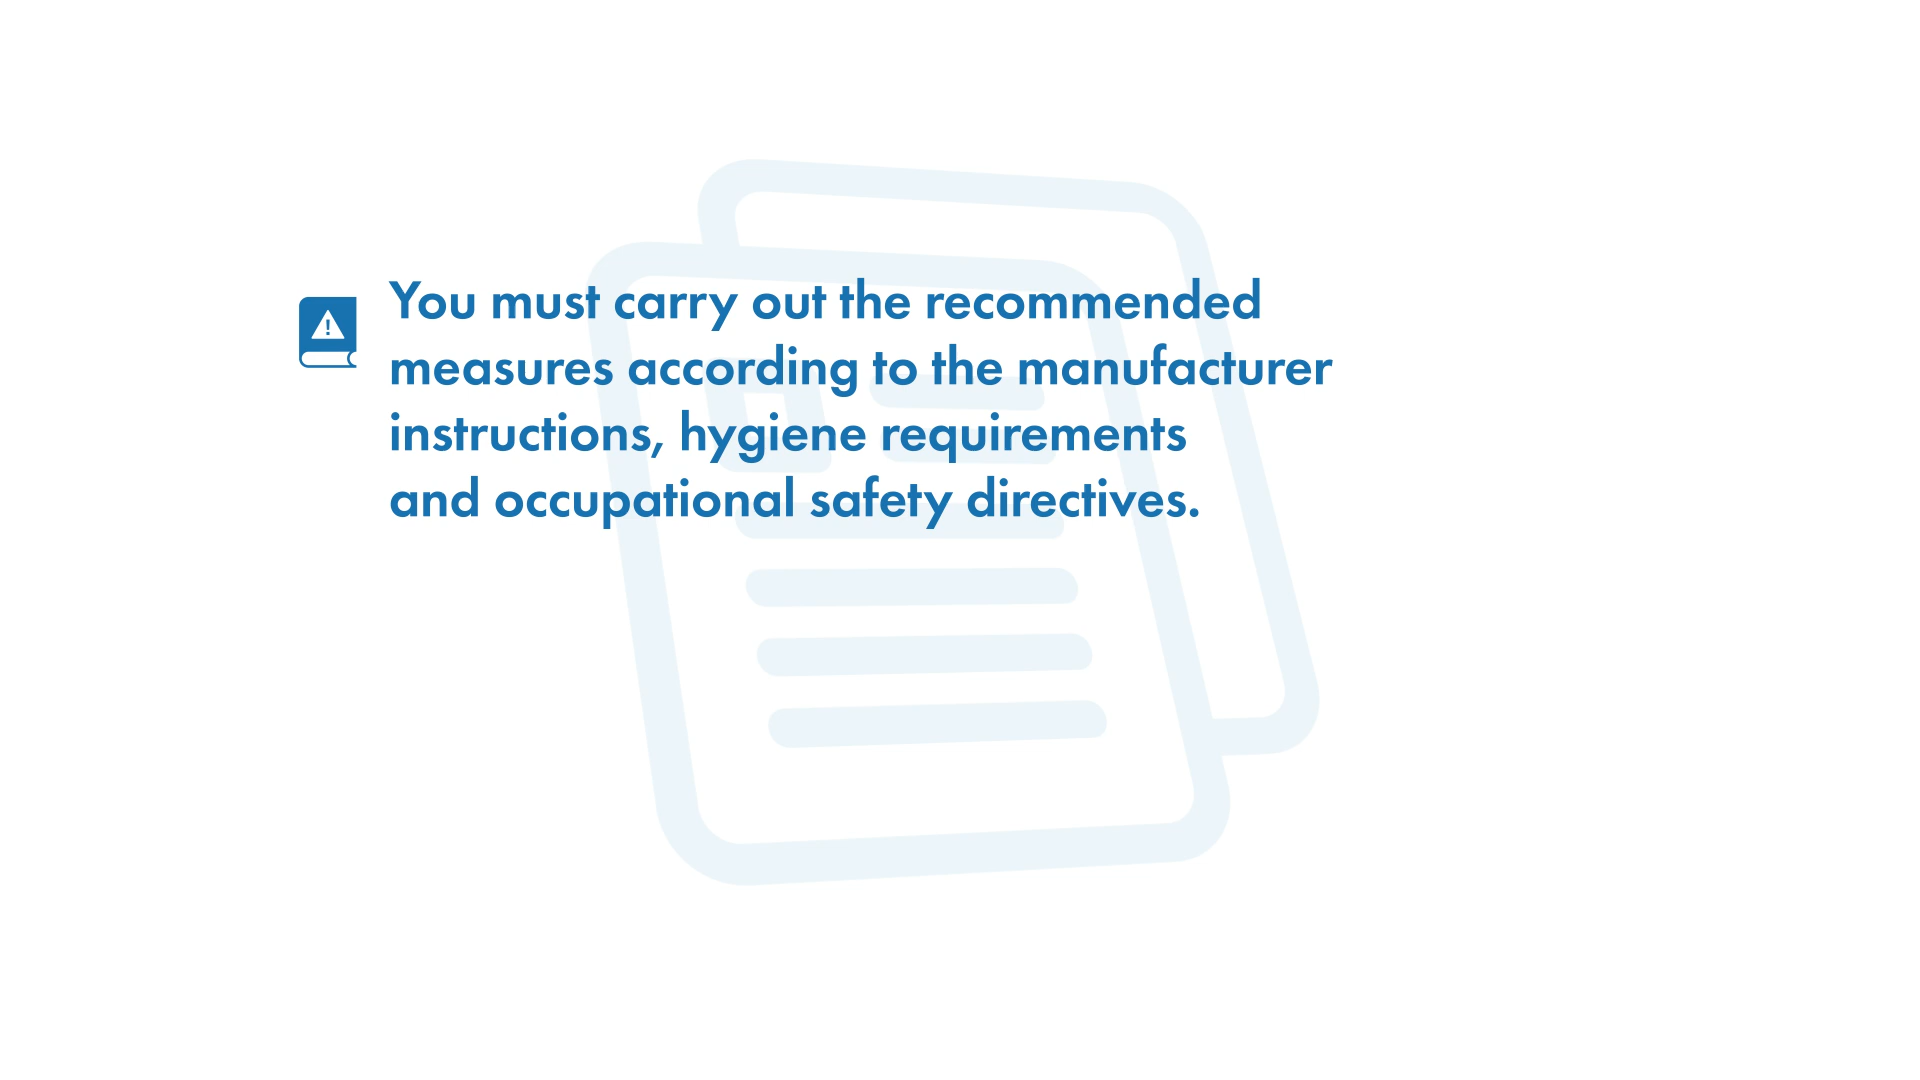 You must carry out the recommended
measures according to the manufacturer
instructions, hygiene requirements
and occupational safety directives.